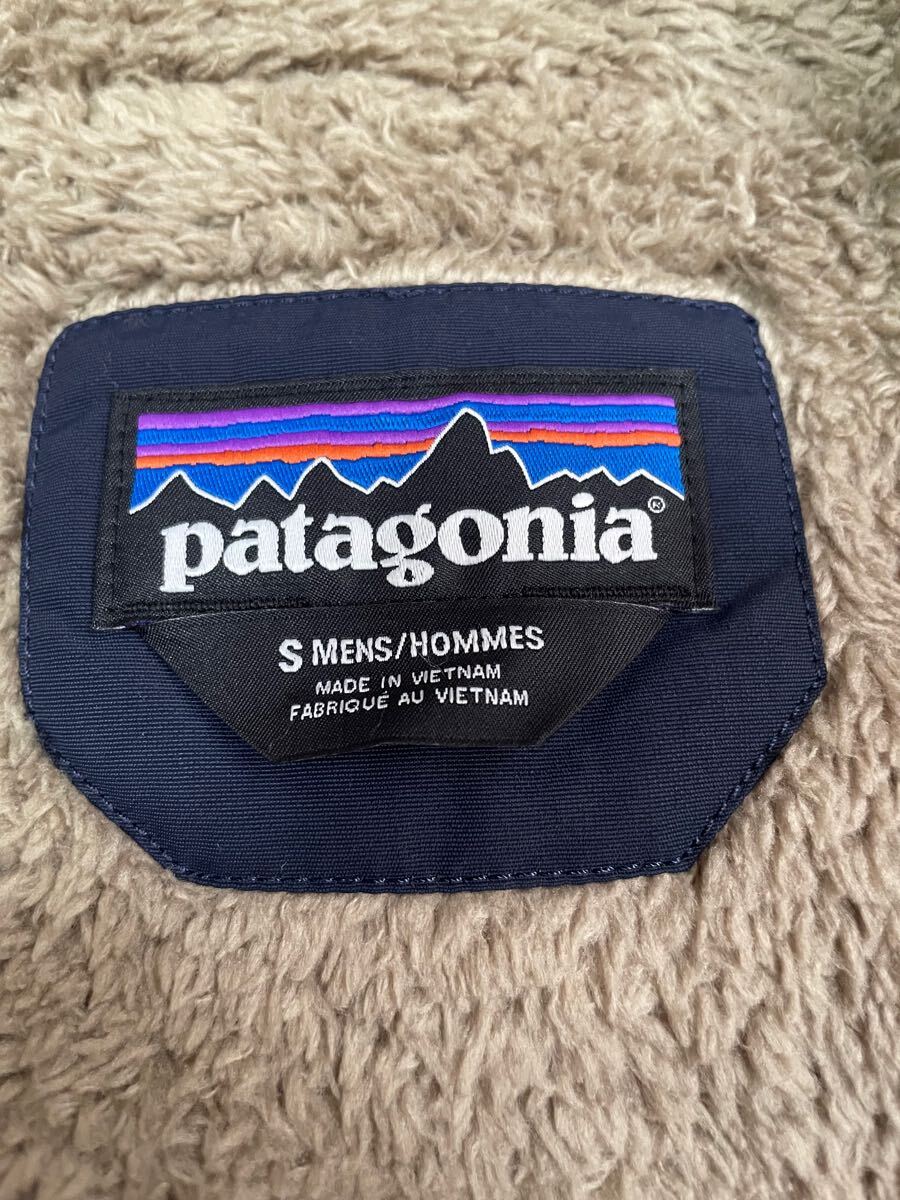 patagonia®
S MENS/HOMMES
MADE IN VIETNAM
FABRIQUÉ AU VIETNAM